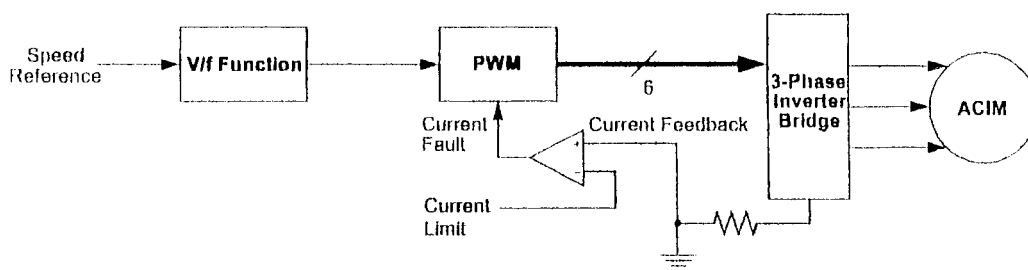 Speed
Reference
V/f Function
PWM
6
3-Phase
Inverter
Bridge
ACIM
Current
Fault
Current Feedback
+
-
Current
Limit